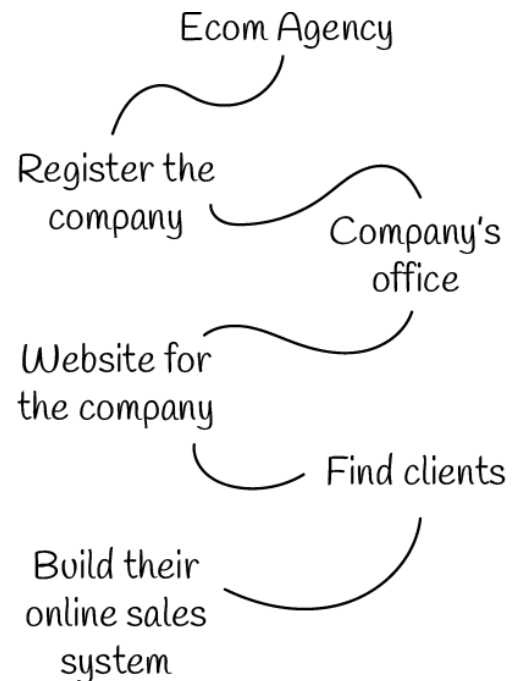 Ecom Agency
Register the
company
Company's
office
Website for
the company
Find clients
Build their
online sales
system